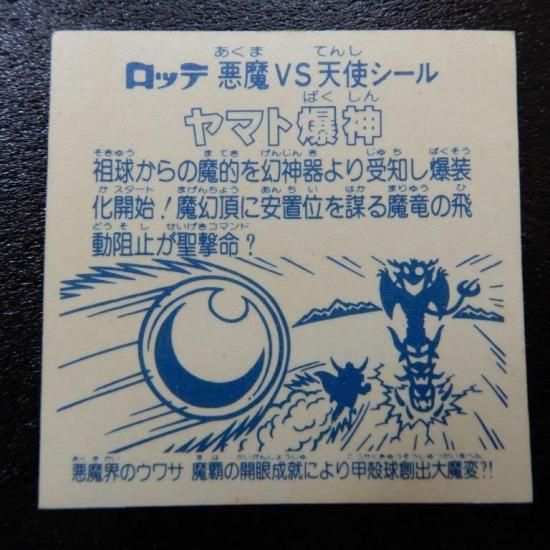 あくま てんし
ロッテ 悪魔VS天使シール
ばく しん
ヤマト爆神
そきゅう まてき げんじんき じゅち ばくそう
祖球からの魔的を幻神器より受知し爆装
か スタート まげんちょう あんちい はか まりゅう ひ
化開始!魔幻頂に安置位を謀る魔竜の飛
どうそし せいげきコマンド
動阻止が聖撃命?
あくまかい まは かいげんじょうじゅ こうかくきゅうそうしゅつだいまへん
悪魔界のウワサ 魔覇の開眼成就により甲殻球創出大魔変?!